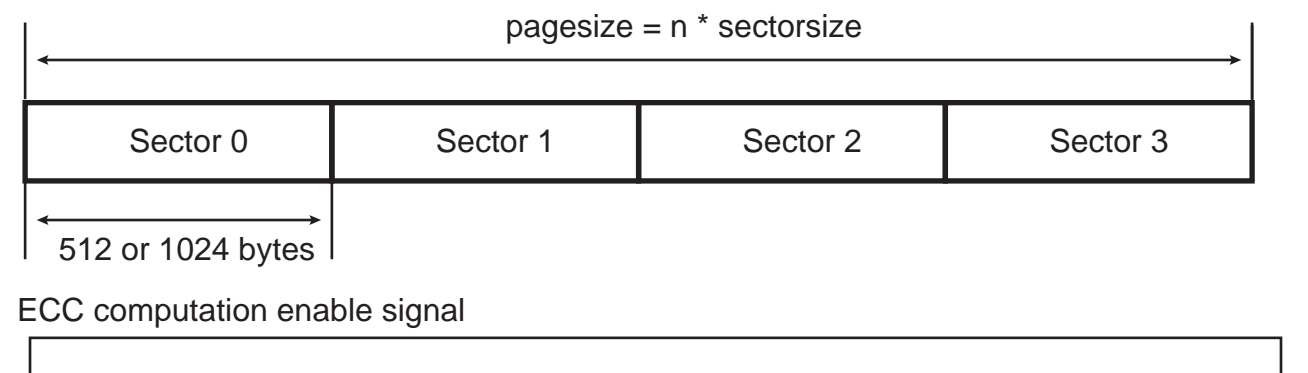 pagesize = n * sectorsize
Sector 0 Sector 1 Sector 2 Sector 3
512 or 1024 bytes
ECC computation enable signal